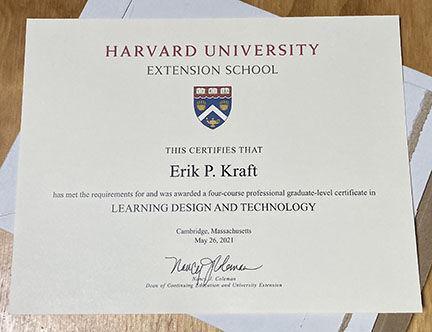 HARVARD UNIVERSITY
EXTENSION SCHOOL
THIS CERTIFIES THAT
Erik P. Kraft
has met the requirements for and was awarded a four-course professional graduate-level certificate in
LEARNING DESIGN AND TECHNOLOGY
Cambridge, Massachusetts
May 26, 2021
Nancy J. Coleman
Nancy J. Coleman
Dean of Continuing Education and University Extension